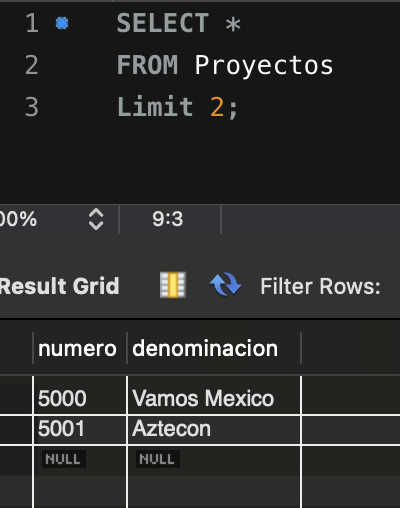 1 SELECT *
2 FROM Proyectos
3 Limit 2;
00% 9:3
Result Grid Filter Rows:
numero denominacion
5000 Vamos Mexico
5001 Aztecon
NULL NULL